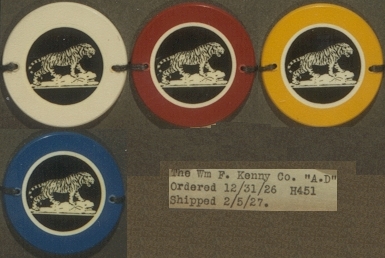 The Wm F. Kenny Co. "A.D"
Ordered 12/31/26 H451
Shipped 2/5/27.